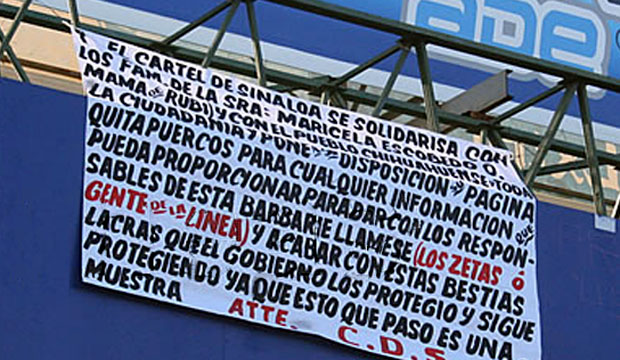 ADE
EL CARTEL DE SINALOA SE SOLIDARISA CON
LOS FAM. DE LA SRA: MARICELA ESCOBEDO O
MAMA DE RUBI) Y CON EL PUEBLO CHIHUAHUENSE: TODA
LA CIUDADANIA Y PONE A DISPOSICION PAGINA
QUITAPUERCOS PARA CUALQUIER INFORMACION QUE
PUEDA PROPORCIONAR PARA DAR CON LOS RESPON-
SABLES DE ESTA BARBARIE LLAMESE (LOS ZETAS Ó
GENTE DE LA LINEA) Y ACABAR CON ESTAS BESTIAS
LACRAS QUE EL GOBIERNO LOS PROTEGIO Y SIGUE
PROTEGIENDO YA QUE ESTO QUE PASO ES UNA
MUESTRA
ATTE. C.D.S